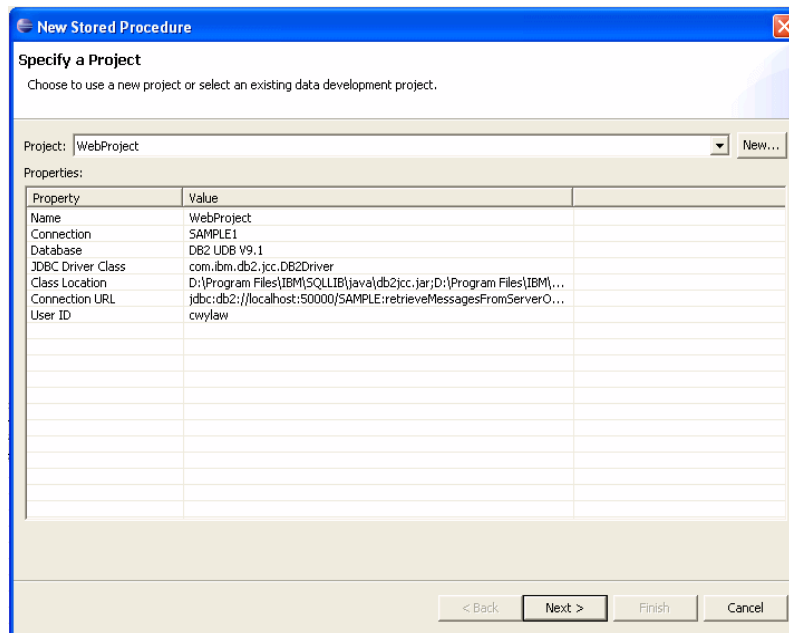 New Stored Procedure
Specify a Project
Choose to use a new project or select an existing data development project.
Project: WebProject New...
Properties:
Property Value
Name WebProject
Connection SAMPLE1
Database DB2 UDB V9.1
JDBC Driver Class com.ibm.db2.jcc.DB2Driver
Class Location D:\Program Files\IBM\SQLLIB\java\db2jcc.jar;D:\Program Files\IBM\...
Connection URL jdbc:db2://localhost:50000/SAMPLE:retrieveMessagesFromServerO...
User ID cwylaw
< Back Next > Finish Cancel